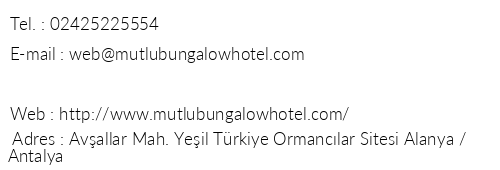 Tel. : 02425225554
E-mail : web@mutlubungalowhotel.com
Web : http://www.mutlubungalowhotel.com/
Adres : Avşallar Mah. Yeşil Türkiye Ormancılar Sitesi Alanya /
Antalya